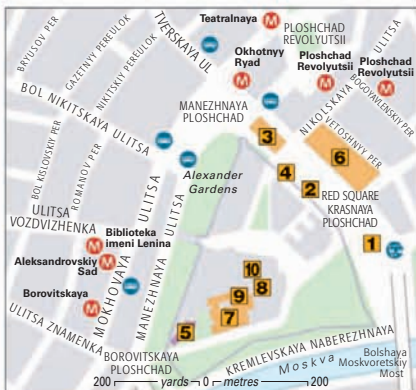 Teatralnaya
PLOSHCHAD
REVOLYUTSII
TVERSKAYA UL
BRYUSOV PER
GAZETNYY PEREULOK
NIKITSKIY PEREULOK
Okhotnyy
Ryad
Ploshchad
Revolyutsii
Ploshchad
Revolyutsii
NIKOLSKAYA ULITSA
BOGOYAVLENSKIY PER
VETOSHNYY PER
BOL NIKITSKAYA ULITSA
MANEZHNAYA
PLOSHCHAD
3
6
4
2
BOL KISLOVSKIY PER
ROMANOV PER
Alexander
Gardens
RED SQUARE
KRASNAYA
PLOSHCHAD
1
ULITSA
VOZDVIZHENKA
Biblioteka
imeni Lenina
Aleksandrovskiy
Sad
Borovitskaya
MOKHOVAYA ULITSA
MANEZHNAYA ULITSA
10
9
8
7
5
ULITSA ZNAMENKA
BOROVITSKAYA
PLOSHCHAD
KREMLEVSKAYA NABEREZHNAYA
Moskva
Bolshoy
Moskvoretskiy
Most
200 yards 0 metres 200